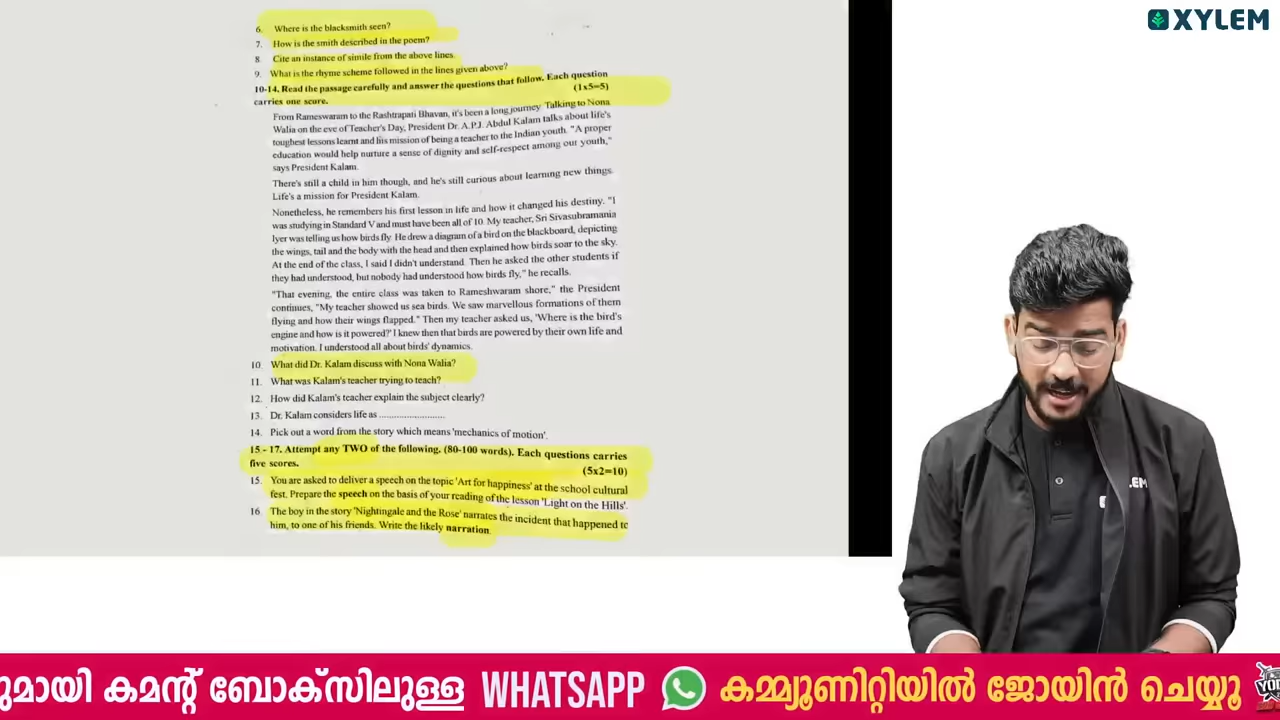 XYLEM
6. Where is the blacksmith seen?
7. How is the smith described in the poem?
8. Cite an instance of simile from the above lines.
9. What is the rhyme scheme followed in the lines given above?
10-14. Read the passage carefully and answer the questions that follow. Each question
carries one score. (1x5=5)
From Rameswaram to the Rashtrapati Bhavan, it's been a long journey. Talking to Nona
Walia on the eve of Teacher's Day, President Dr. A.P.J. Abdul Kalam talks about life's
toughest lessons learnt and his mission of being a teacher to the Indian youth. "A proper
education would help nurture a sense of dignity and self-respect among our youth,"
says President Kalam.
There's still a child in him though, and he's still curious about learning new things.
Life's a mission for President Kalam.
Nonetheless, he remembers his first lesson in life and how it changed his destiny. "I
was studying in Standard V and must have been all of 10. My teacher, Sri Sivasubramania
Iyer was telling us how birds fly. He drew a diagram of a bird on the blackboard, depicting
the wings, tail and the body with the head and then explained how birds soar to the sky.
At the end of the class, I said I didn't understand. Then he asked the other students if
they had understood, but nobody had understood how birds fly," he recalls.
"That evening, the entire class was taken to Rameshwaram shore," the President
continues, "My teacher showed us sea birds. We saw marvellous formations of them
flying and how their wings flapped." Then my teacher asked us, 'Where is the bird's
engine and how is it powered?' I knew then that birds are powered by their own life and
motivation. I understood all about birds' dynamics.
10. What did Dr. Kalam discuss with Nona Walia?
11. What was Kalam's teacher trying to teach?
12. How did Kalam's teacher explain the subject clearly?
13. Dr. Kalam considers life as ........................
14. Pick out a word from the story which means 'mechanics of motion'.
15 - 17. Attempt any TWO of the following. (80-100 words). Each questions carries
five scores. (5x2=10)
15. You are asked to deliver a speech on the topic 'Art for happiness' at the school cultural
fest. Prepare the speech on the basis of your reading of the lesson 'Light on the Hills'.
16. The boy in the story 'Nightingale and the Rose' narrates the incident that happened to
him, to one of his friends. Write the likely narration.
ുമായി കമന്റ് ബോക്സിലുള്ള WHATSAPP കമ്മ്യൂണിറ്റിയിൽ ജോയിൻ ചെയ്യൂ